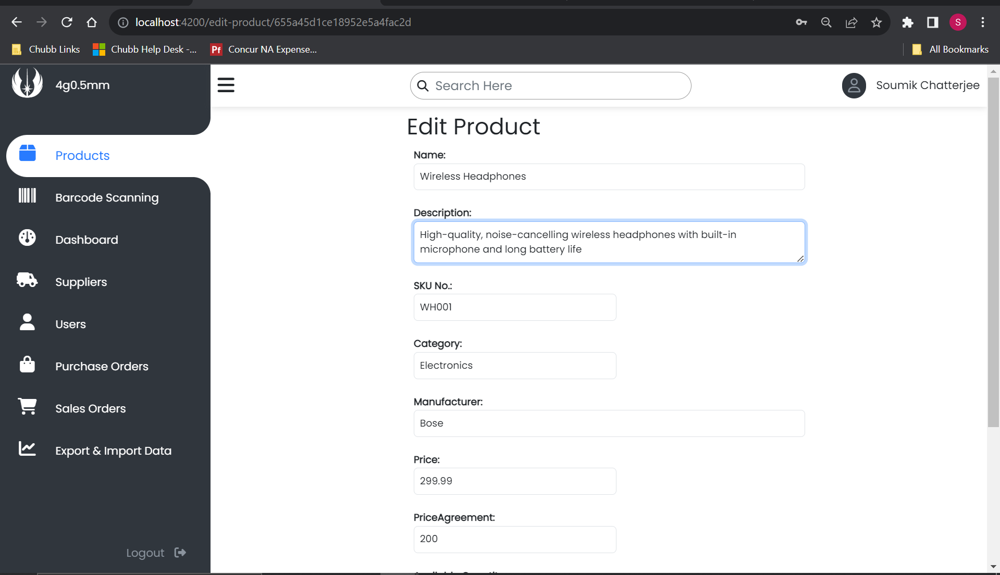 localhost:4200/edit-product/655a45d1ce18952e5a4fac2d
S
Chubb Links
Chubb Help Desk -...
Pf
Concur NA Expense...
All Bookmarks
4g0.5mm
Search Here
Soumik Chatterjee
Products
Barcode Scanning
Dashboard
Suppliers
Users
Purchase Orders
Sales Orders
Export & Import Data
Logout
Edit Product
Name:
Wireless Headphones
Description:
High-quality, noise-cancelling wireless headphones with built-in
microphone and long battery life
SKU No.:
WH001
Category:
Electronics
Manufacturer:
Bose
Price:
299.99
PriceAgreement:
200